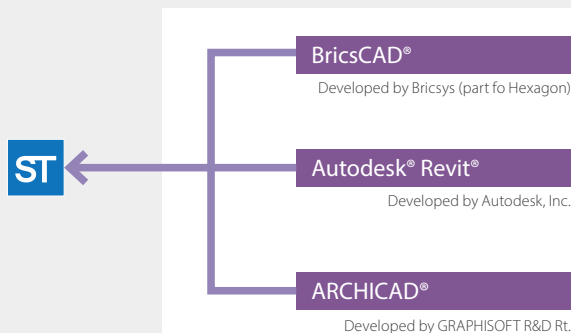 BricsCAD®
Developed by Bricsys (part fo Hexagon)
ST
Autodesk® Revit®
Developed by Autodesk, Inc.
ARCHICAD®
Developed by GRAPHISOFT R&D Rt.